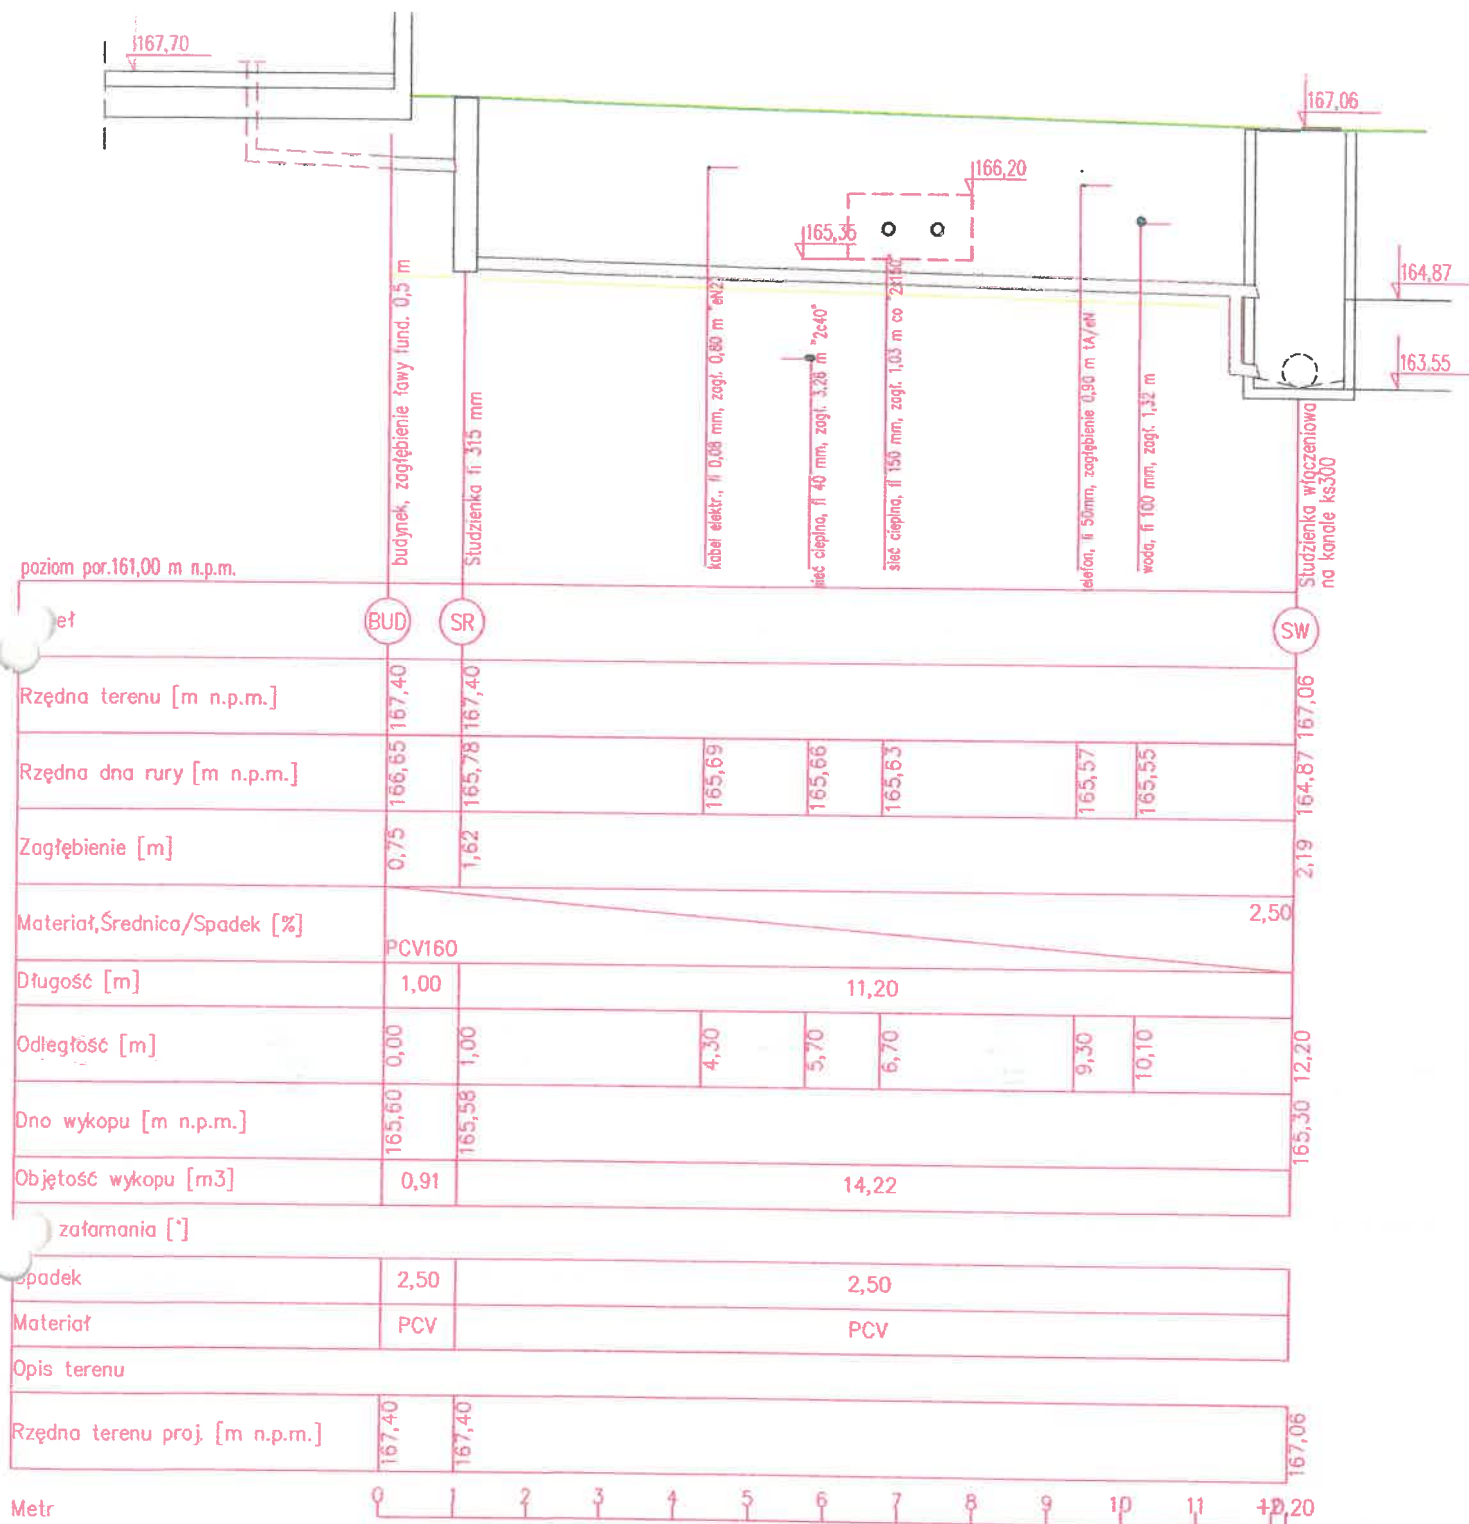 167,70
167,06
166,20
165,35
164,87
163,55
budynek, zagłębienie ławy fund. 0,5 m
Studzienka fi 315 mm
kabel elektr., fi 0,08 mm, zagł. 0,80 m "eN2
sieć cieplna, fi 40 mm, zagł. 3,26 m "2c40"
sieć cieplna, fi 150 mm, zagł. 1,03 m co "2x150
telefon, fi 50mm, zagłębienie 0,90 m tA/eN
woda, fi 100 mm, zagł. 1,32 m
Studzienka włączeniowa
na kanale ks300
poziom por.161,00 m n.p.m.
BUD SR SW
Rzędna terenu [m n.p.m.] 167,40 167,40 167,06
Rzędna dna rury [m n.p.m.] 166,65 165,78 165,69 165,66 165,63 165,57 165,55 164,87
Zagłębienie [m] 0,75 1,62 2,19
Materiał,Średnica/Spadek [%] PCV160 2,50
Długość [m] 1,00 11,20
Odległość [m] 0,00 1,00 4,30 5,70 6,70 9,30 10,10 12,20
Dno wykopu [m n.p.m.] 165,60 165,58 165,30
Objętość wykopu [m3] 0,91 14,22
załamania [°]
Spadek 2,50 2,50
Materiał PCV PCV
Opis terenu
Rzędna terenu proj. [m n.p.m.] 167,40 167,40 167,06
Metr 0 1 2 3 4 5 6 7 8 9 10 11